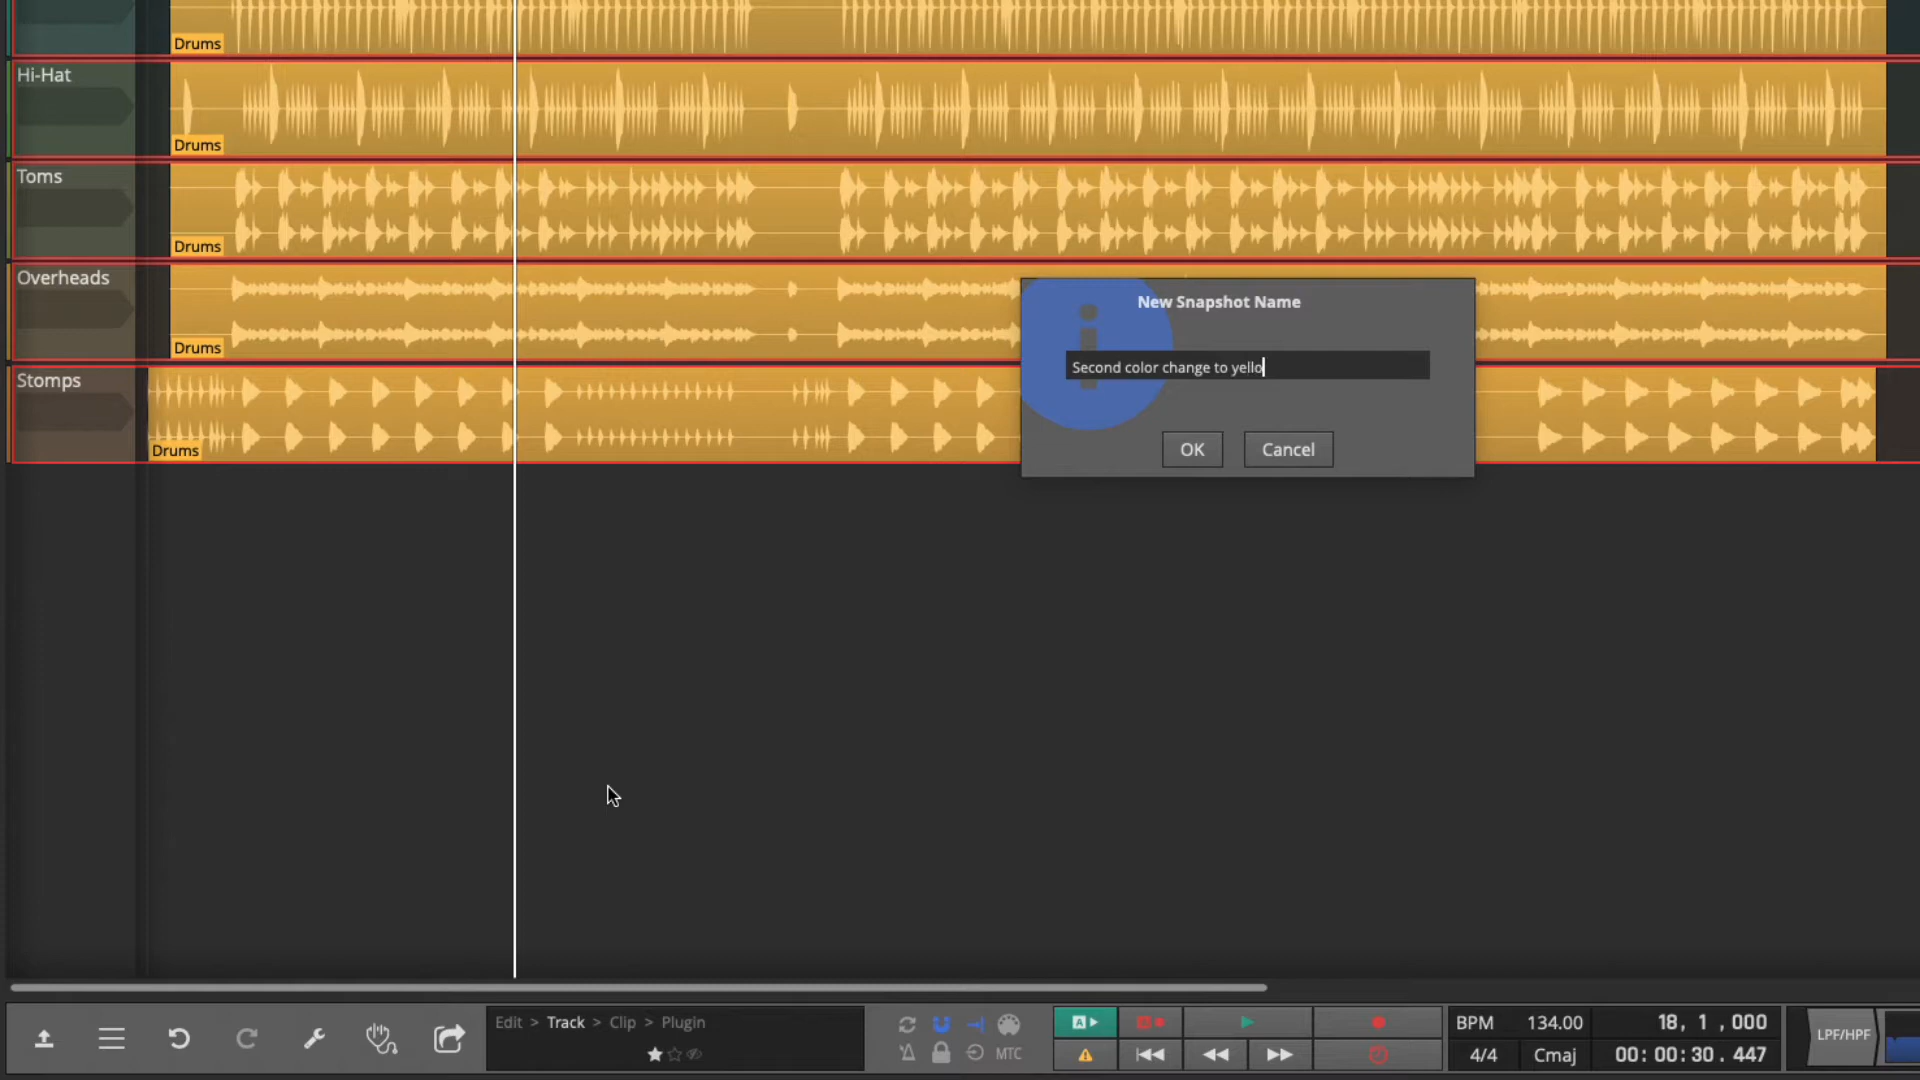 Drums
Hi-Hat
Drums
Toms
Drums
Overheads
Drums
Stomps
Drums
New Snapshot Name
Second color change to yello
OK
Cancel
Edit > Track > Clip > Plugin
MTC
A
BPM 134.00
4/4 Cmaj
18, 1 ,000
00: 00: 30 . 447
LPF/HPF